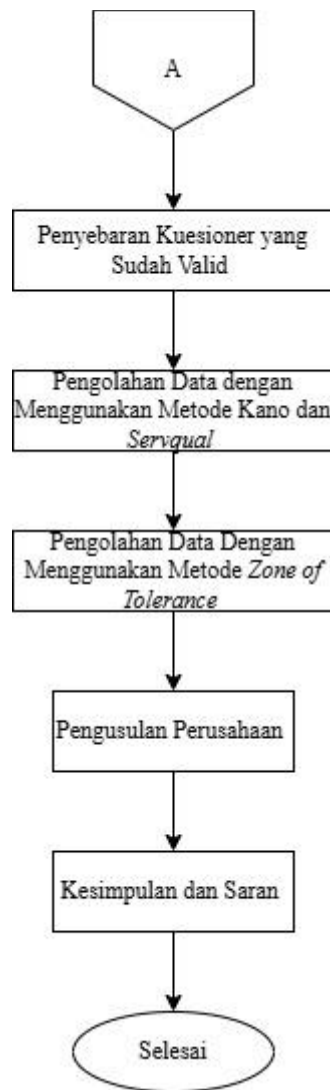 A
Penyebaran Kuesioner yang
Sudah Valid
Pengolahan Data dengan
Menggunakan Metode Kano dan
Servqual
Pengolahan Data Dengan
Menggunakan Metode Zone of
Tolerance
Pengusulan Perusahaan
Kesimpulan dan Saran
Selesai